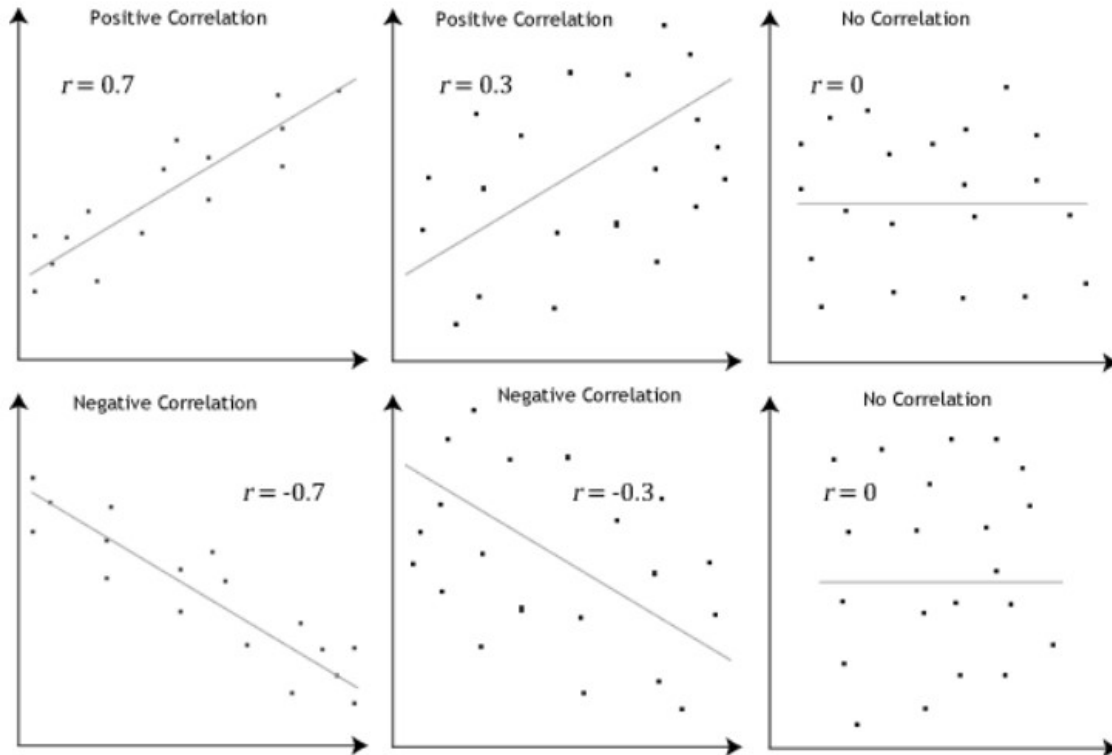 Positive Correlation
r = 0.7
Positive Correlation
r = 0.3
No Correlation
r = 0
Negative Correlation
r = -0.7
Negative Correlation
r = -0.3
No Correlation
r = 0